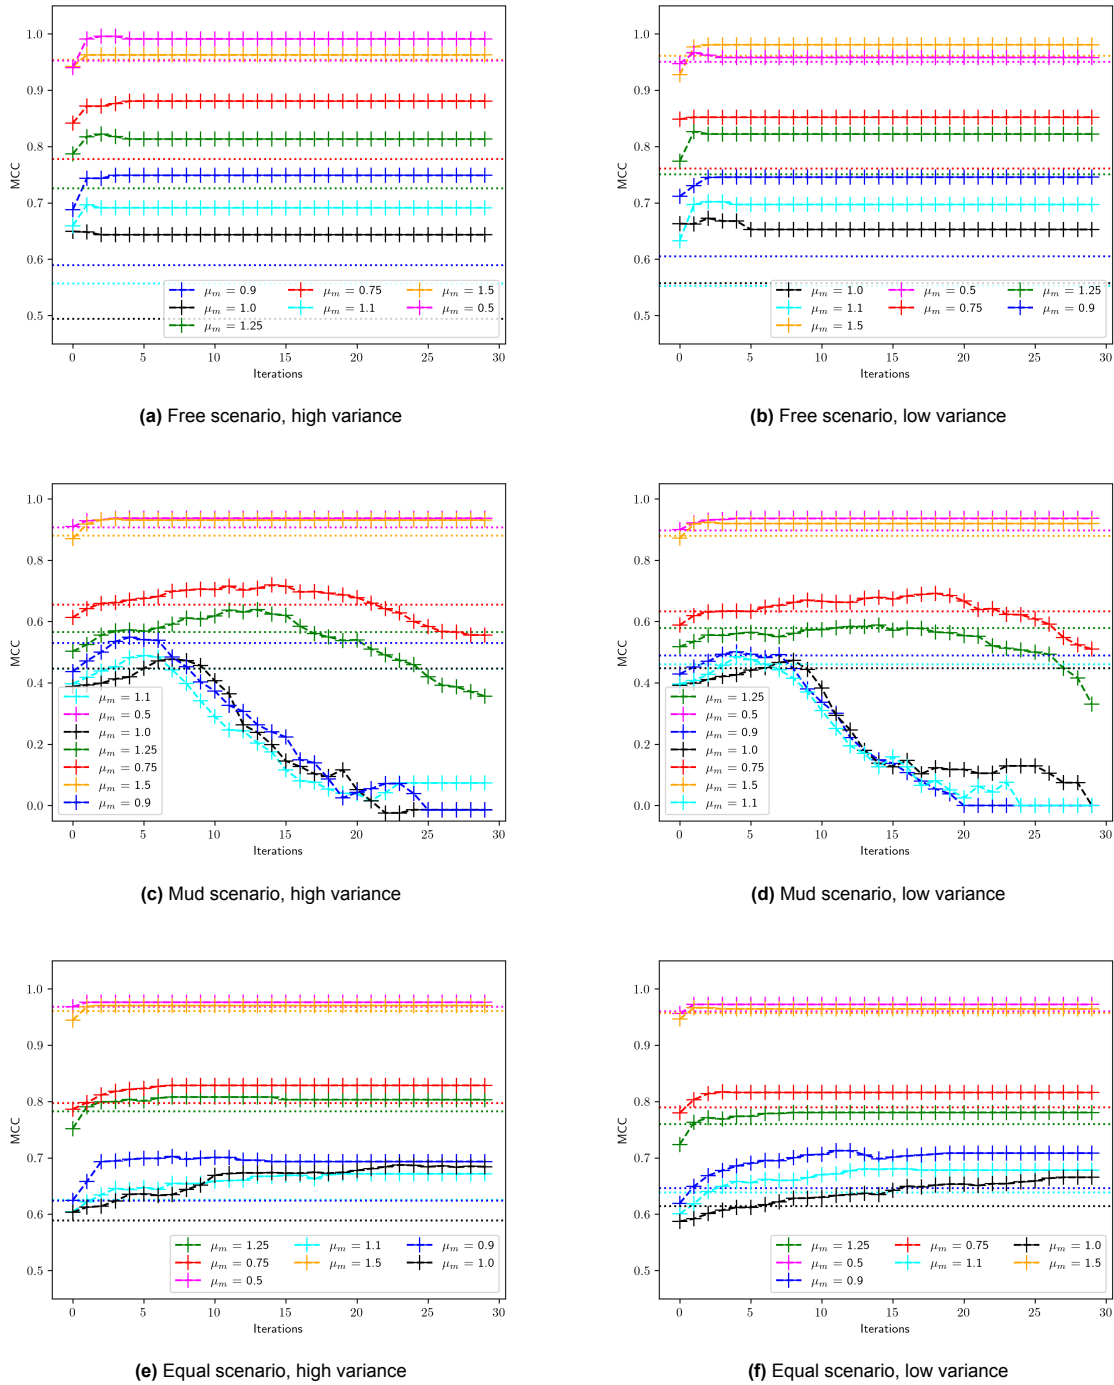 1.0
0.9
0.8
0.7
0.6
0.5
MCC
0 5 10 15 20 25 30
Iterations
μm = 0.9 μm = 0.75 μm = 1.5
μm = 1.0 μm = 1.1 μm = 0.5
μm = 1.25
(a) Free scenario, high variance
1.0
0.9
0.8
0.7
0.6
0.5
MCC
0 5 10 15 20 25 30
Iterations
μm = 1.0 μm = 0.5 μm = 1.25
μm = 1.1 μm = 0.75 μm = 0.9
μm = 1.5
(b) Free scenario, low variance
1.0
0.8
0.6
0.4
0.2
0.0
MCC
0 5 10 15 20 25 30
Iterations
μm = 1.1
μm = 0.5
μm = 1.0
μm = 1.25
μm = 0.75
μm = 1.5
μm = 0.9
(c) Mud scenario, high variance
1.0
0.8
0.6
0.4
0.2
0.0
MCC
0 5 10 15 20 25 30
Iterations
μm = 1.25
μm = 0.5
μm = 0.9
μm = 1.0
μm = 0.75
μm = 1.5
μm = 1.1
(d) Mud scenario, low variance
1.0
0.9
0.8
0.7
0.6
0.5
MCC
0 5 10 15 20 25 30
Iterations
μm = 1.25 μm = 1.1 μm = 0.9
μm = 0.75 μm = 1.5 μm = 1.0
μm = 0.5
(e) Equal scenario, high variance
1.0
0.9
0.8
0.7
0.6
0.5
MCC
0 5 10 15 20 25 30
Iterations
μm = 1.25 μm = 0.75 μm = 1.0
μm = 0.5 μm = 1.1 μm = 1.5
μm = 0.9
(f) Equal scenario, low variance